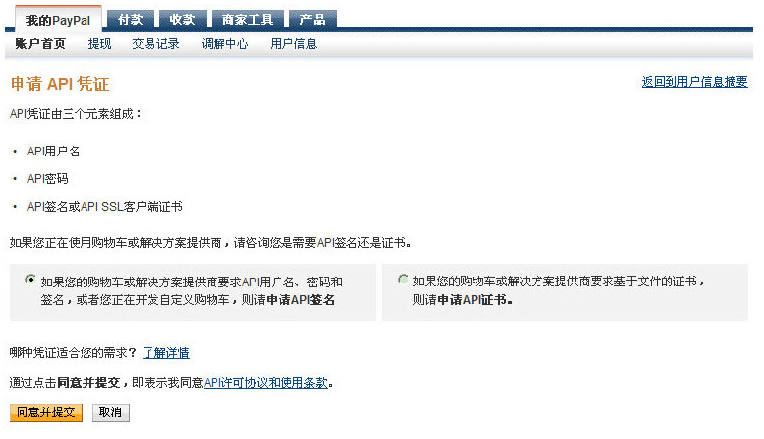 我的PayPal 付款 收款 商家工具 产品
账户首页 提现 交易记录 调解中心 用户信息
申请 API 凭证 返回到用户信息摘要
API凭证由三个元素组成：
• API用户名
• API密码
• API签名或API SSL客户端证书
如果您正在使用购物车或解决方案提供商，请咨询您是需要API签名还是证书。
如果您的购物车或解决方案提供商要求API用户名、密码和
签名，或者您正在开发自定义购物车，则请申请API签名
如果您的购物车或解决方案提供商要求基于文件的证书，
则请申请API证书。
哪种凭证适合您的需求？ 了解详情
通过点击同意并提交，即表示我同意API许可协议和使用条款。
同意并提交 取消